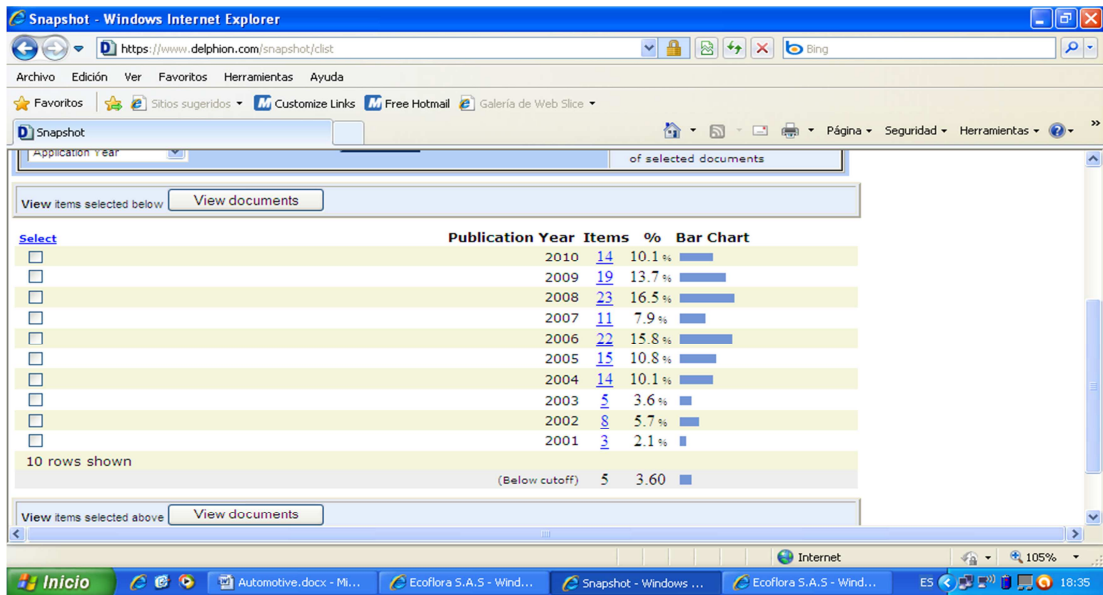 Snapshot - Windows Internet Explorer
https://www.delphion.com/snapshot/clist
Bing
Archivo Edición Ver Favoritos Herramientas Ayuda
Favoritos Sitios sugeridos Customize Links Free Hotmail Galería de Web Slice
Snapshot Página Seguridad Herramientas »
Application Year of selected documents
View items selected below View documents
Select Publication Year Items % Bar Chart
2010 14 10.1 %
2009 19 13.7 %
2008 23 16.5 %
2007 11 7.9 %
2006 22 15.8 %
2005 15 10.8 %
2004 14 10.1 %
2003 5 3.6 %
2002 8 5.7 %
2001 3 2.1 %
10 rows shown
(Below cutoff) 5 3.60
View items selected above View documents
Internet 105%
Inicio Automotive.docx - Mi... Ecoflora S.A.S - Wind... Snapshot - Windows ... Ecoflora S.A.S - Wind... ES 18:35